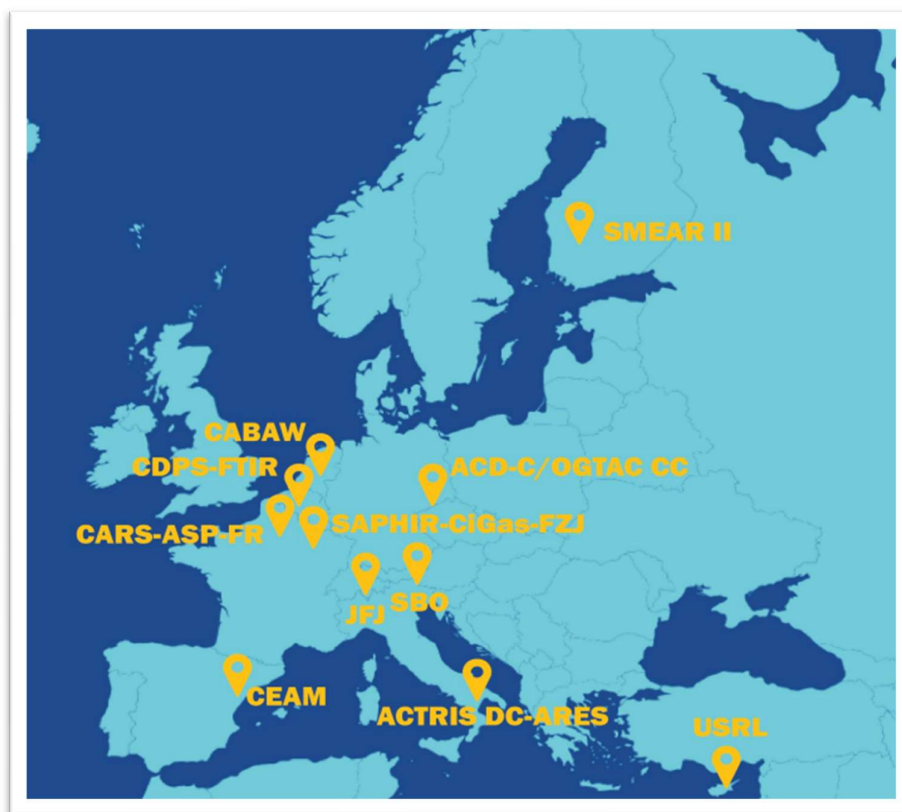 SMEAR II
CABAW
CDPS-FTIR
ACD-C/OGTAC CC
CARS-ASP-FR
SAPHIR-CiGas-FZJ
JFJ
SBO
CEAM
ACTRIS DC-ARES
USRL